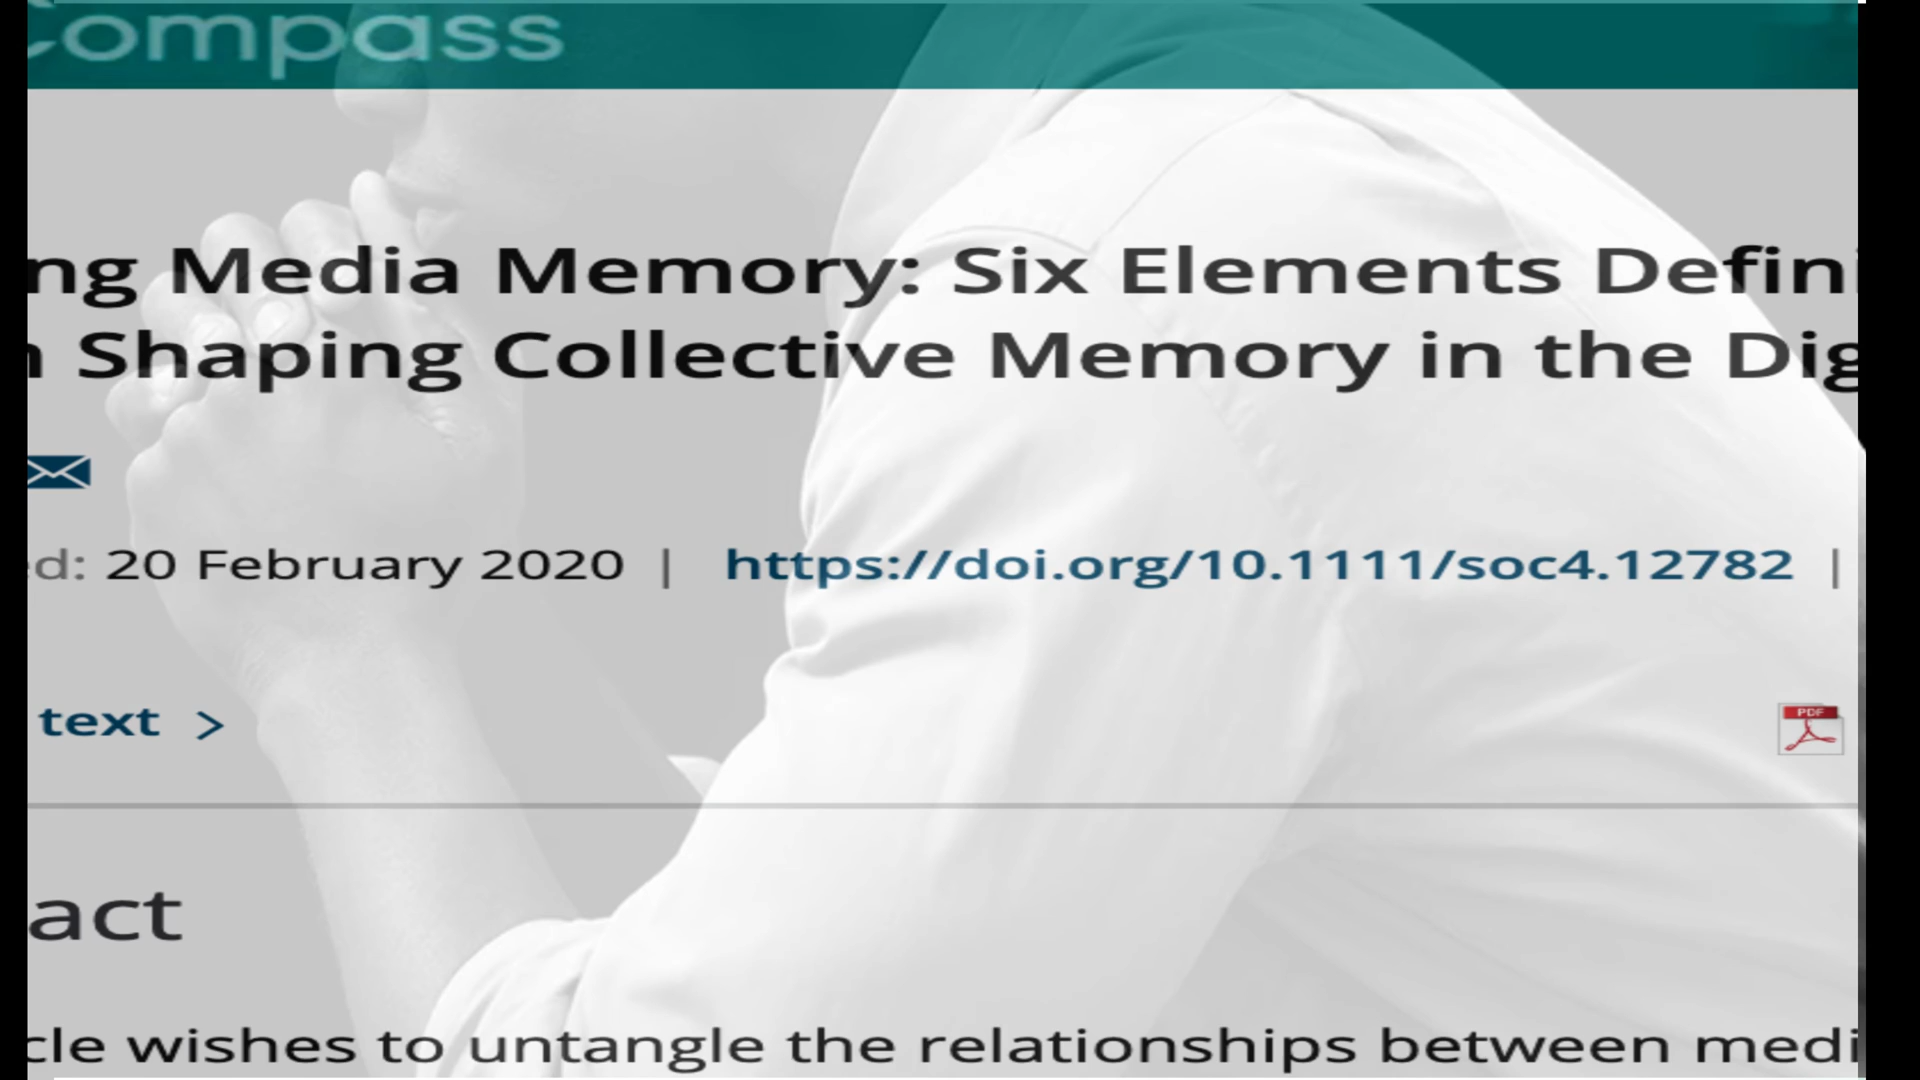 Compass
ng Media Memory: Six Elements Defini
n Shaping Collective Memory in the Dig
ed: 20 February 2020 | https://doi.org/10.1111/soc4.12782 |
text >
PDF
act
cle wishes to untangle the relationships between medi